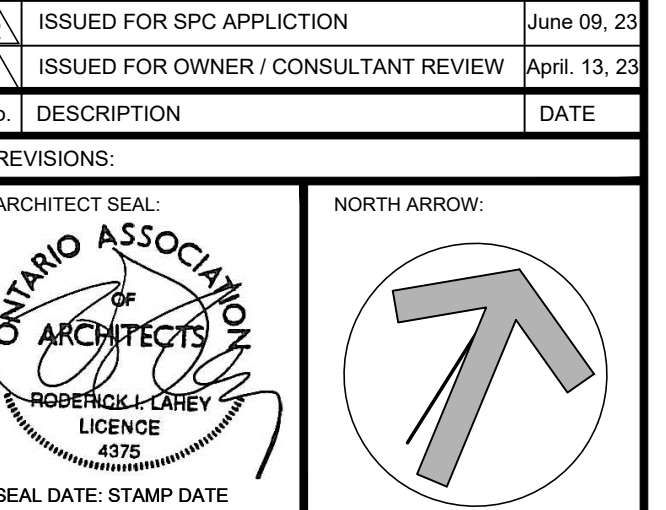 ISSUED FOR SPC APPLICTION June 09, 23
ISSUED FOR OWNER / CONSULTANT REVIEW April. 13, 23
o. DESCRIPTION DATE
REVISIONS:
ARCHITECT SEAL:
NORTH ARROW:
ONTARIO ASSOCIATION
OF
ARCHITECTS
RODERICK I. LAHEY
LICENCE
4375
SEAL DATE: STAMP DATE